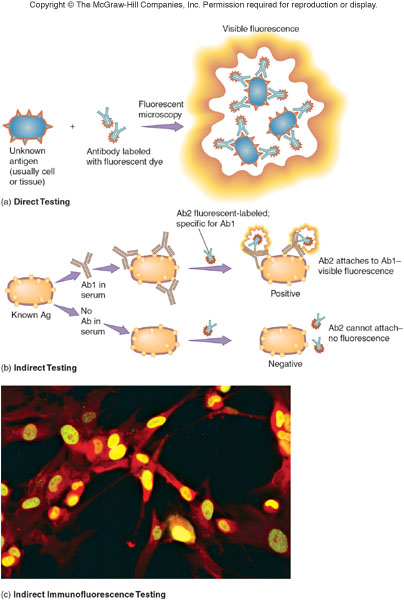 Copyright © The McGraw-Hill Companies, Inc. Permission required for reproduction or display.
Visible fluorescence
Fluorescent
microscopy
+
Unknown
antigen
(usually cell
or tissue)
Antibody labeled
with fluorescent dye
(a) Direct Testing
Ab2 fluorescent-labeled;
specific for Ab1
Ab1 in
serum
Ab2 attaches to Ab1–
visible fluorescence
Positive
Known Ag
No
Ab in
serum
Ab2 cannot attach–
no fluorescence
Negative
(b) Indirect Testing
(c) Indirect Immunofluorescence Testing